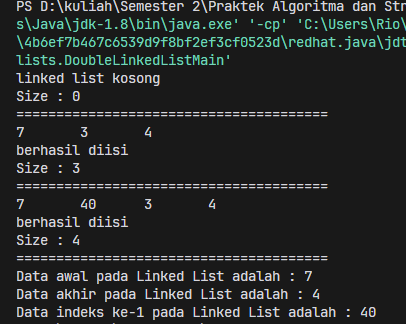 PS D:\kuliah\Semester 2\Praktek Algoritma dan Str
s\Java\jdk-1.8\bin\java.exe' '-cp' 'C:\Users\Rio\
\4b6ef7b467c6539d9f8bf2ef3cf0523d\redhat.java\jdt
lists.DoubleLinkedListMain'
linked list kosong
Size : 0
=======================================
7 3 4
berhasil diisi
Size : 3
=======================================
7 40 3 4
berhasil diisi
Size : 4
=======================================
Data awal pada Linked List adalah : 7
Data akhir pada Linked List adalah : 4
Data indeks ke-1 pada Linked List adalah : 40